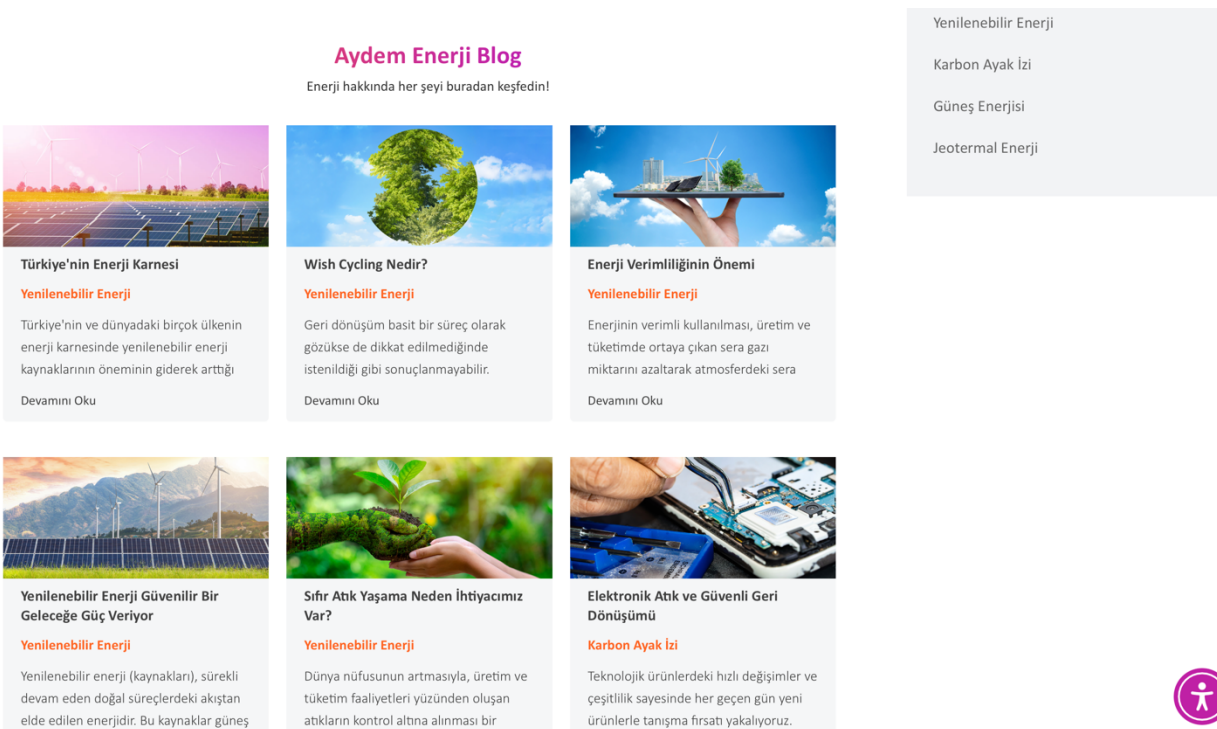 Aydem Enerji Blog
Enerji hakkında her şeyi buradan keşfedin!
Türkiye'nin Enerji Karnesi
Yenilenebilir Enerji
Türkiye'nin ve dünyadaki birçok ülkenin
enerji karnesinde yenilenebilir enerji
kaynaklarının öneminin giderek arttığı
Devamını Oku
Wish Cycling Nedir?
Yenilenebilir Enerji
Geri dönüşüm basit bir süreç olarak
gözükse de dikkat edilmediğinde
istenildiği gibi sonuçlanmayabilir.
Devamını Oku
Enerji Verimliliğinin Önemi
Yenilenebilir Enerji
Enerjinin verimli kullanılması, üretim ve
tüketimde ortaya çıkan sera gazı
miktarını azaltarak atmosferdeki sera
Devamını Oku
Yenilenebilir Enerji Güvenilir Bir
Geleceğe Güç Veriyor
Yenilenebilir Enerji
Yenilenebilir enerji (kaynakları), sürekli
devam eden doğal süreçlerdeki akıştan
elde edilen enerjidir. Bu kaynaklar güneş
Sıfır Atık Yaşama Neden İhtiyacımız
Var?
Yenilenebilir Enerji
Dünya nüfusunun artmasıyla, üretim ve
tüketim faaliyetleri yüzünden oluşan
atıkların kontrol altına alınması bir
Elektronik Atık ve Güvenli Geri
Dönüşümü
Karbon Ayak İzi
Teknolojik ürünlerdeki hızlı değişimler ve
çeşitlilik sayesinde her geçen gün yeni
ürünlerle tanışma fırsatı yakalıyoruz.
Yenilenebilir Enerji
Karbon Ayak İzi
Güneş Enerjisi
Jeotermal Enerji